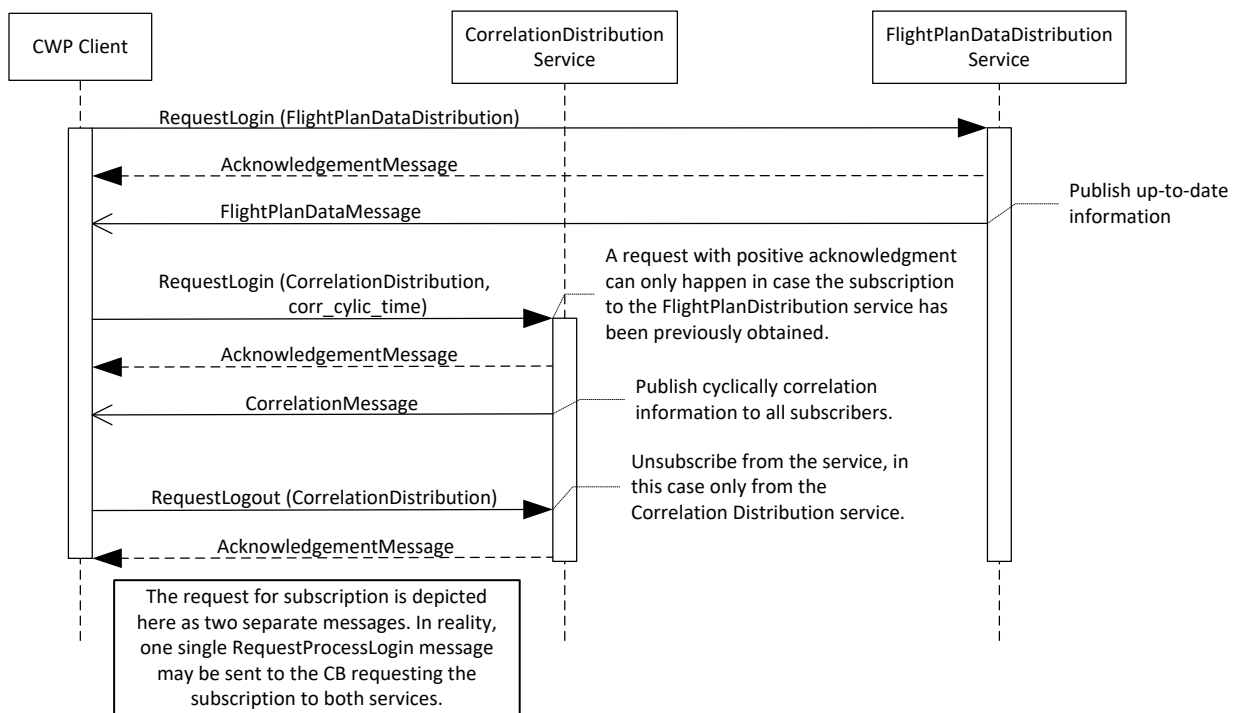 CWP Client
CorrelationDistribution
Service
FlightPlanDataDistribution
Service
RequestLogin (FlightPlanDataDistribution)
AcknowledgementMessage
FlightPlanDataMessage
Publish up-to-date
information
RequestLogin (CorrelationDistribution,
corr_cylic_time)
A request with positive acknowledgment
can only happen in case the subscription
to the FlightPlanDistribution service has
been previously obtained.
AcknowledgementMessage
CorrelationMessage
Publish cyclically correlation
information to all subscribers.
RequestLogout (CorrelationDistribution)
Unsubscribe from the service, in
this case only from the
Correlation Distribution service.
AcknowledgementMessage
The request for subscription is depicted
here as two separate messages. In reality,
one single RequestProcessLogin message
may be sent to the CB requesting the
subscription to both services.